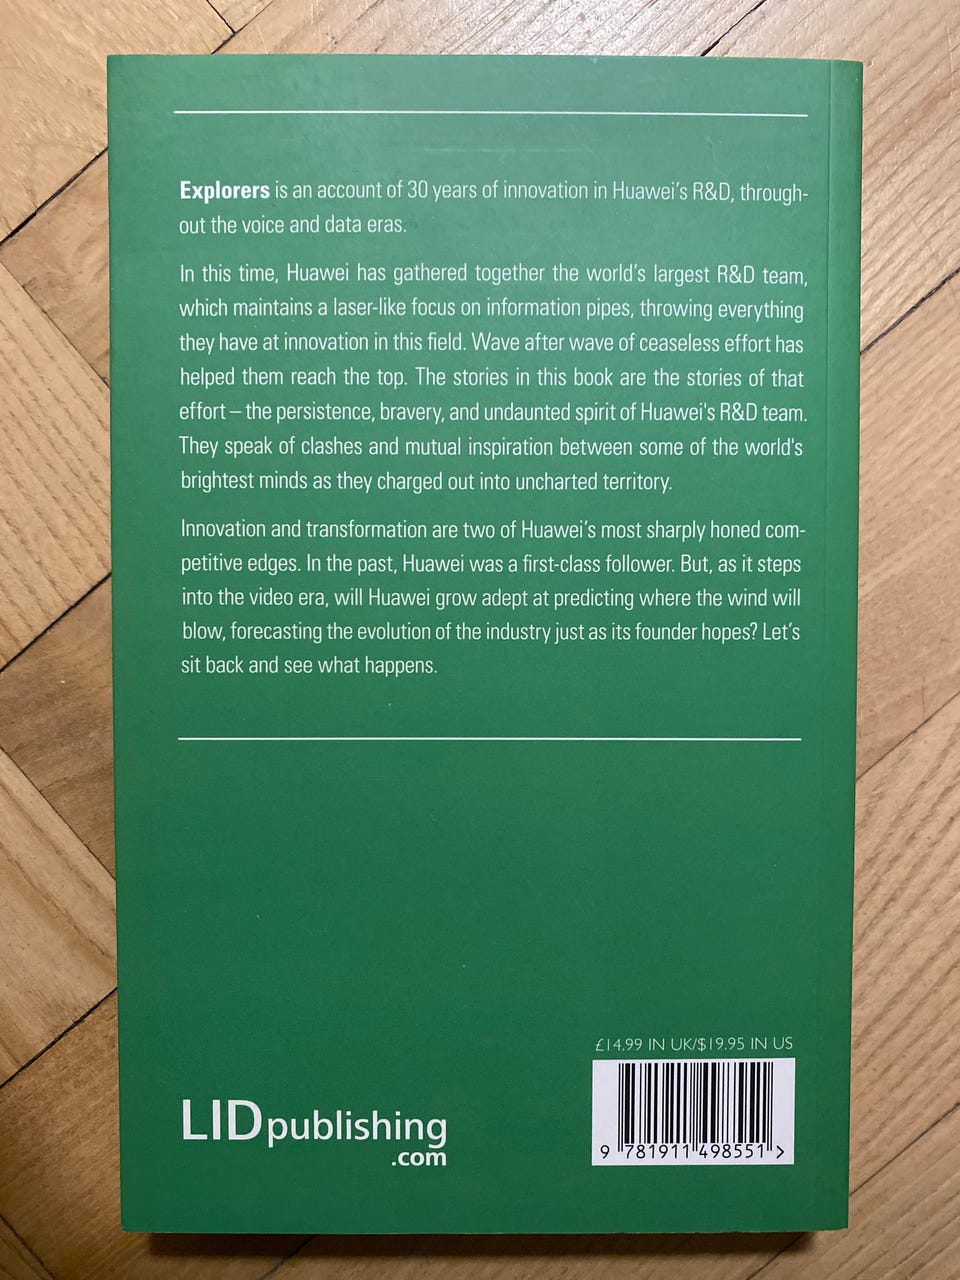 Explorers is an account of 30 years of innovation in Huawei’s R&D, through-
out the voice and data eras.
In this time, Huawei has gathered together the world’s largest R&D team,
which maintains a laser-like focus on information pipes, throwing everything
they have at innovation in this field. Wave after wave of ceaseless effort has
helped them reach the top. The stories in this book are the stories of that
effort – the persistence, bravery, and undaunted spirit of Huawei's R&D team.
They speak of clashes and mutual inspiration between some of the world's
brightest minds as they charged out into uncharted territory.
Innovation and transformation are two of Huawei’s most sharply honed com-
petitive edges. In the past, Huawei was a first-class follower. But, as it steps
into the video era, will Huawei grow adept at predicting where the wind will
blow, forecasting the evolution of the industry just as its founder hopes? Let’s
sit back and see what happens.
£14.99 IN UK/$19.95 IN US
LIDpublishing
.com
9 781911 498551 >